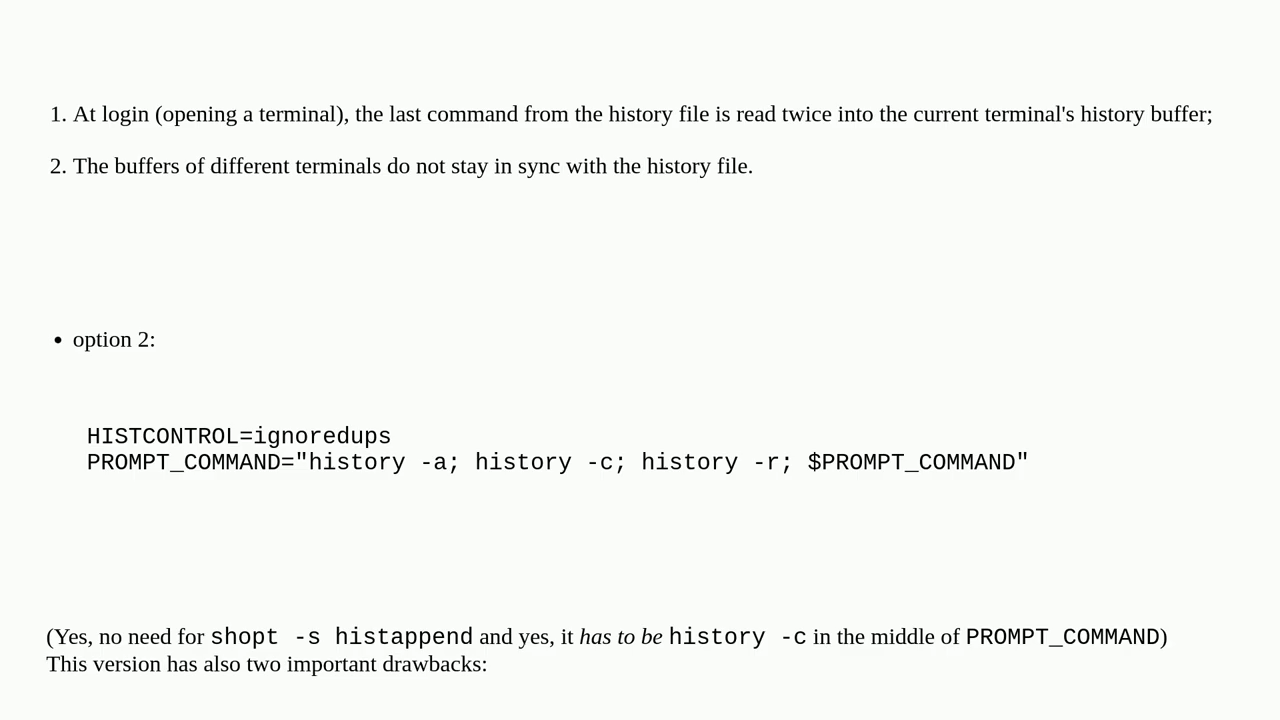 1. At login (opening a terminal), the last command from the history file is read twice into the current terminal's history buffer;
2. The buffers of different terminals do not stay in sync with the history file.
• option 2:
HISTCONTROL=ignoredups
PROMPT_COMMAND="history -a; history -c; history -r; $PROMPT_COMMAND"
(Yes, no need for shopt -s histappend and yes, it has to be history -c in the middle of PROMPT_COMMAND)
This version has also two important drawbacks: